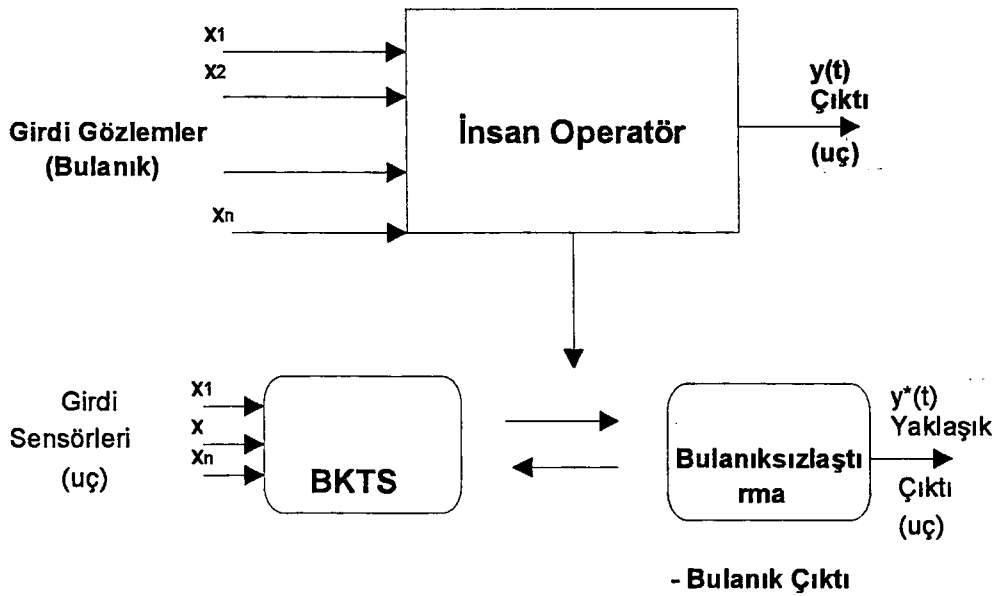 x1
x2
Girdi Gözlemler
(Bulanık)
xn
İnsan Operatör
y(t)
Çıktı
(uç)
Girdi
Sensörleri
(uç)
x1
x
xn
BKTS
Bulanıksızlaştı
rma
y*(t)
Yaklaşık
Çıktı
(uç)
- Bulanık Çıktı